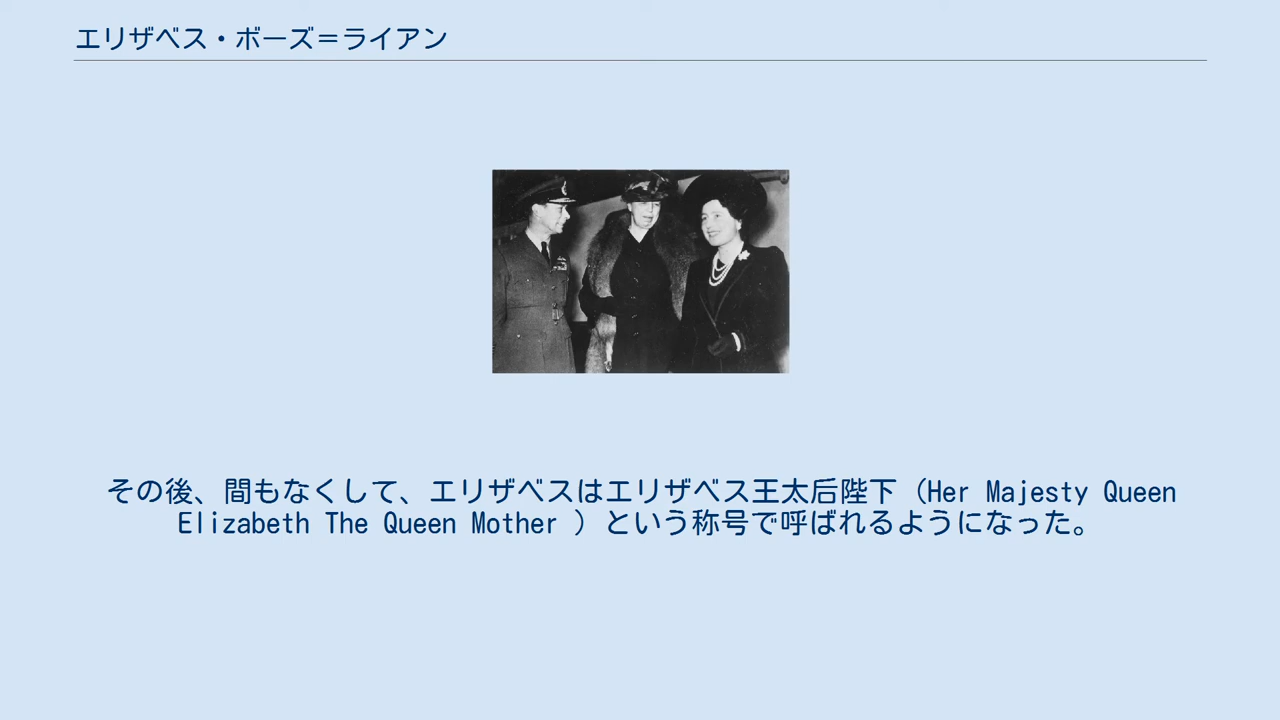 エリザベス・ボーズ＝ライアン
その後、間もなくして、エリザベスはエリザベス王太后陛下（Her Majesty Queen
Elizabeth The Queen Mother ）という称号で呼ばれるようになった。